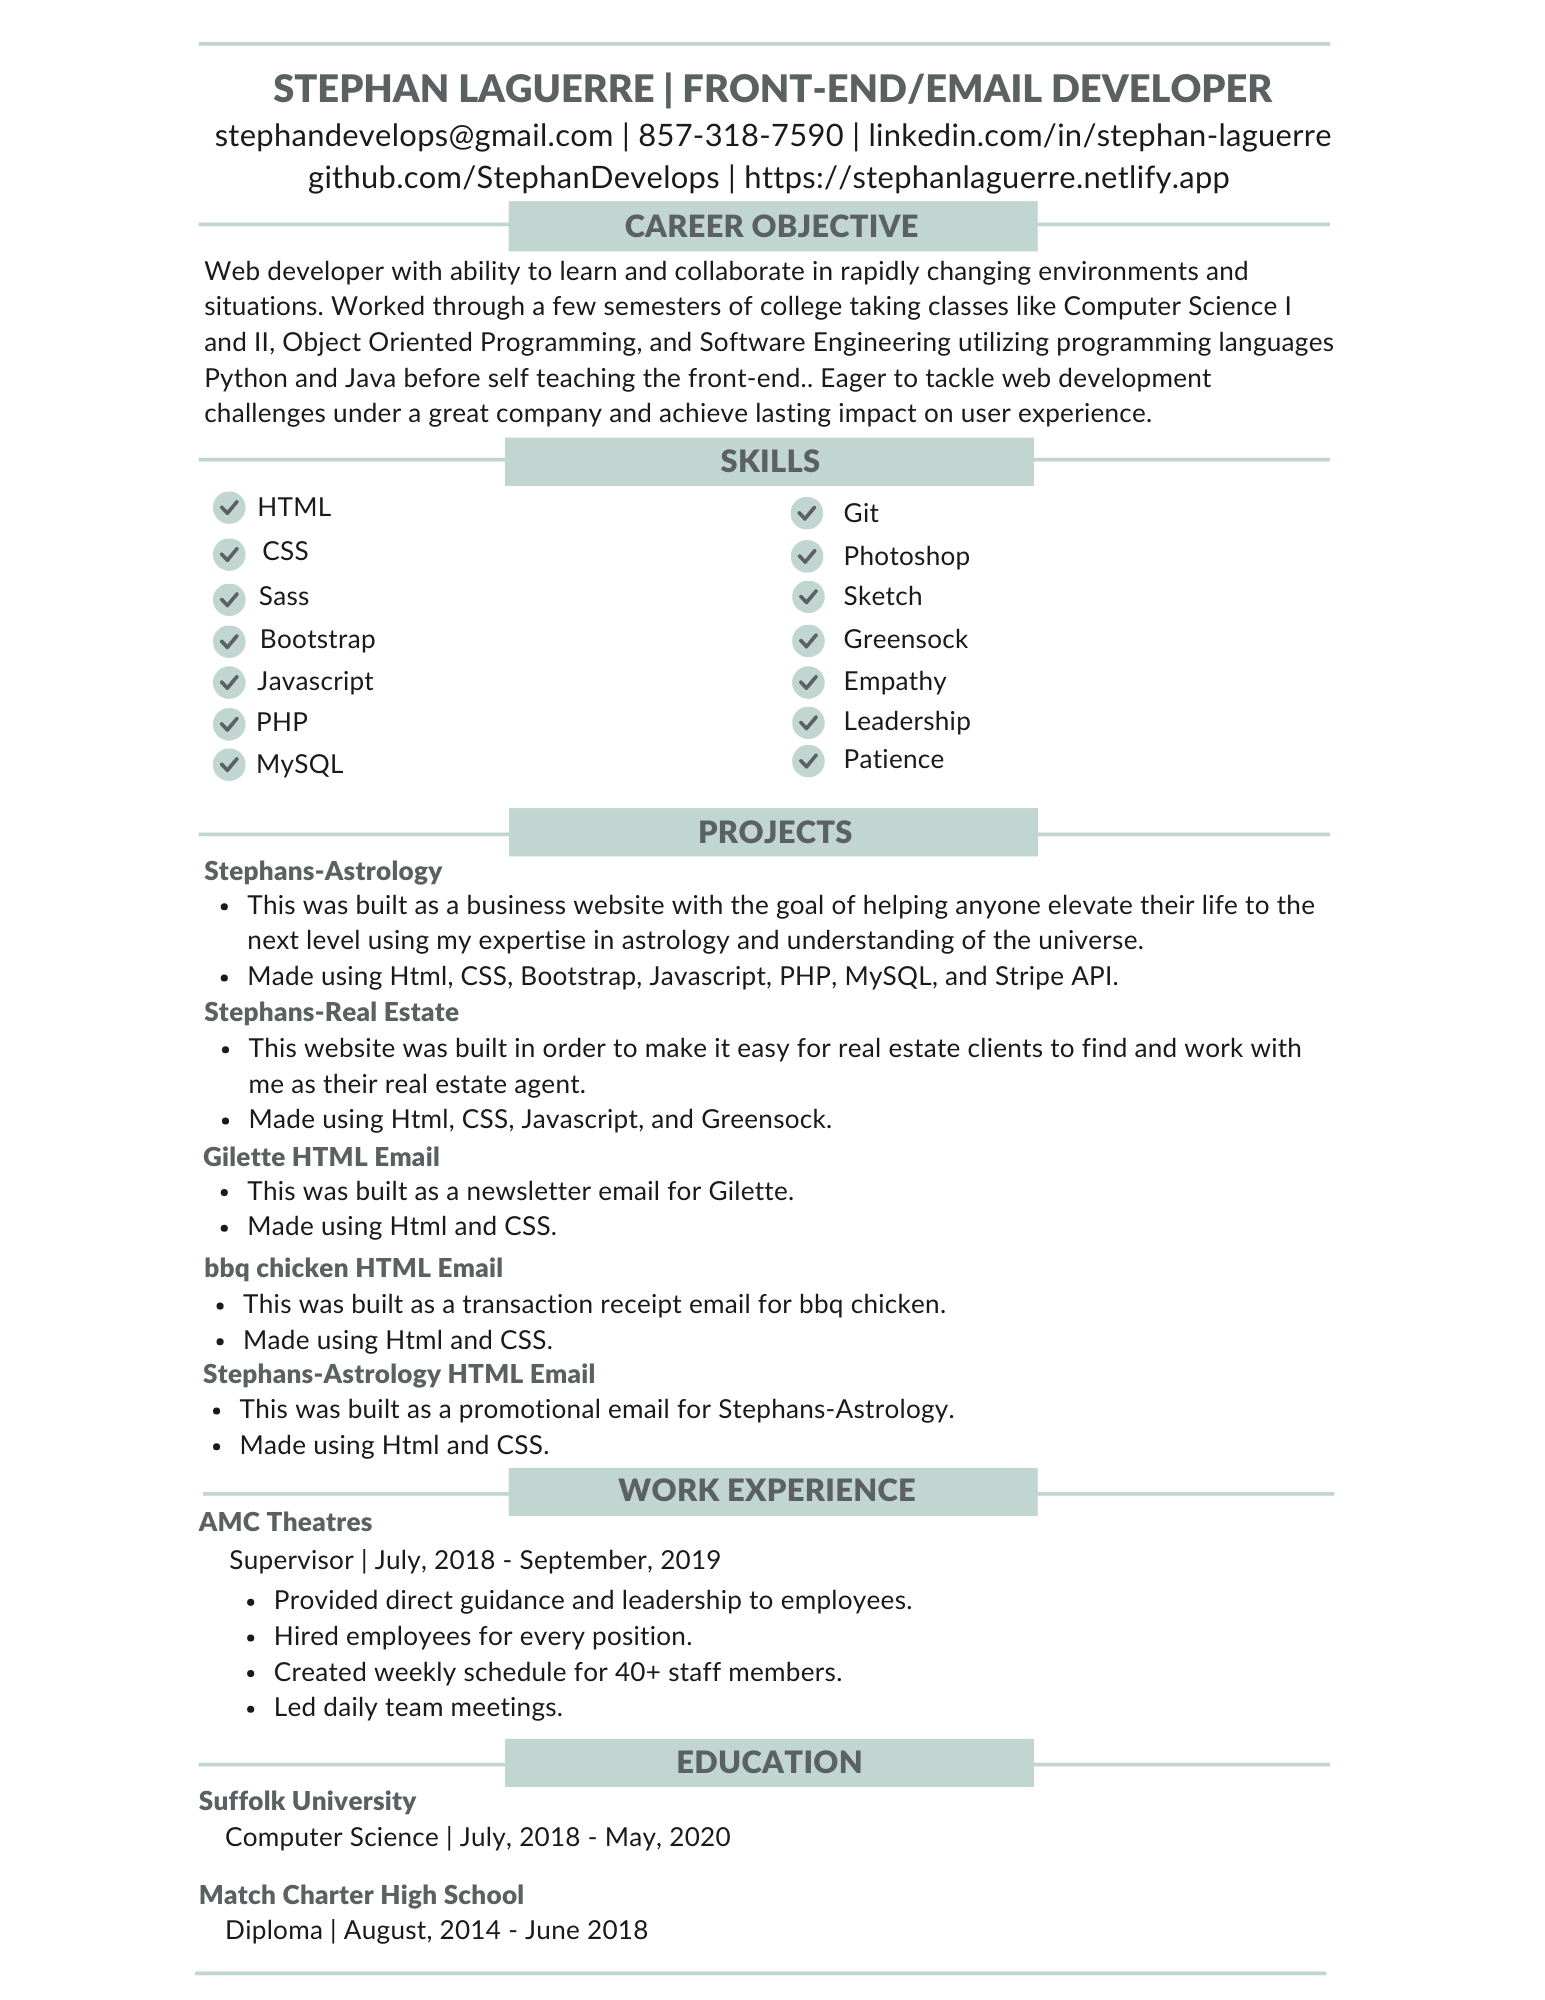 STEPHAN LAGUERRE | FRONT-END/EMAIL DEVELOPER
stephandevelops@gmail.com | 857-318-7590 | linkedin.com/in/stephan-laguerre
github.com/StephanDevelops | https://stephanlaguerre.netlify.app
CAREER OBJECTIVE
Web developer with ability to learn and collaborate in rapidly changing environments and
situations. Worked through a few semesters of college taking classes like Computer Science I
and II, Object Oriented Programming, and Software Engineering utilizing programming languages
Python and Java before self teaching the front-end.. Eager to tackle web development
challenges under a great company and achieve lasting impact on user experience.
SKILLS
HTML
CSS
Sass
Bootstrap
Javascript
PHP
MySQL
Git
Photoshop
Sketch
Greensock
Empathy
Leadership
Patience
PROJECTS
Stephans-Astrology
• This was built as a business website with the goal of helping anyone elevate their life to the
next level using my expertise in astrology and understanding of the universe.
• Made using Html, CSS, Bootstrap, Javascript, PHP, MySQL, and Stripe API.
Stephans-Real Estate
• This website was built in order to make it easy for real estate clients to find and work with
me as their real estate agent.
• Made using Html, CSS, Javascript, and Greensock.
Gilette HTML Email
• This was built as a newsletter email for Gilette.
• Made using Html and CSS.
bbq chicken HTML Email
• This was built as a transaction receipt email for bbq chicken.
• Made using Html and CSS.
Stephans-Astrology HTML Email
• This was built as a promotional email for Stephans-Astrology.
• Made using Html and CSS.
WORK EXPERIENCE
AMC Theatres
Supervisor | July, 2018 - September, 2019
• Provided direct guidance and leadership to employees.
• Hired employees for every position.
• Created weekly schedule for 40+ staff members.
• Led daily team meetings.
EDUCATION
Suffolk University
Computer Science | July, 2018 - May, 2020
Match Charter High School
Diploma | August, 2014 - June 2018